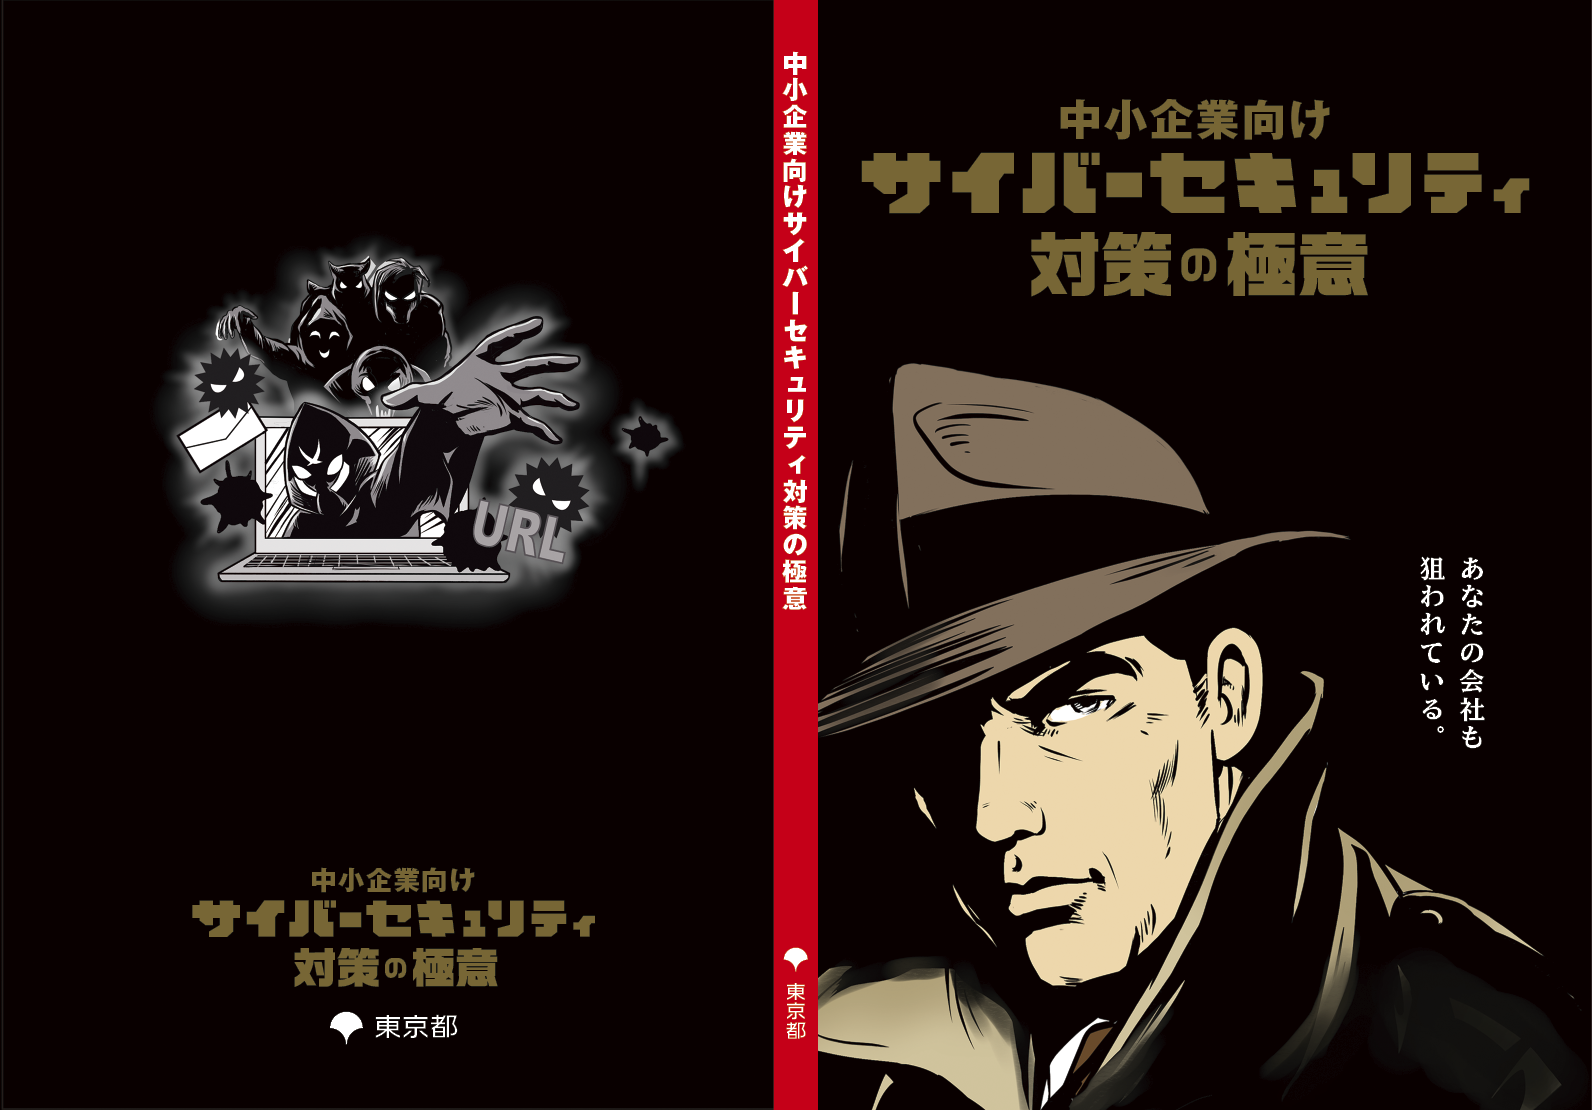 中小企業向け
サイバーセキュリティ
対策の極意
あなたの会社も
狙われている。
中小企業向けサイバーセキュリティ対策の極意
東京都
URL
中小企業向け
サイバーセキュリティ
対策の極意
東京都